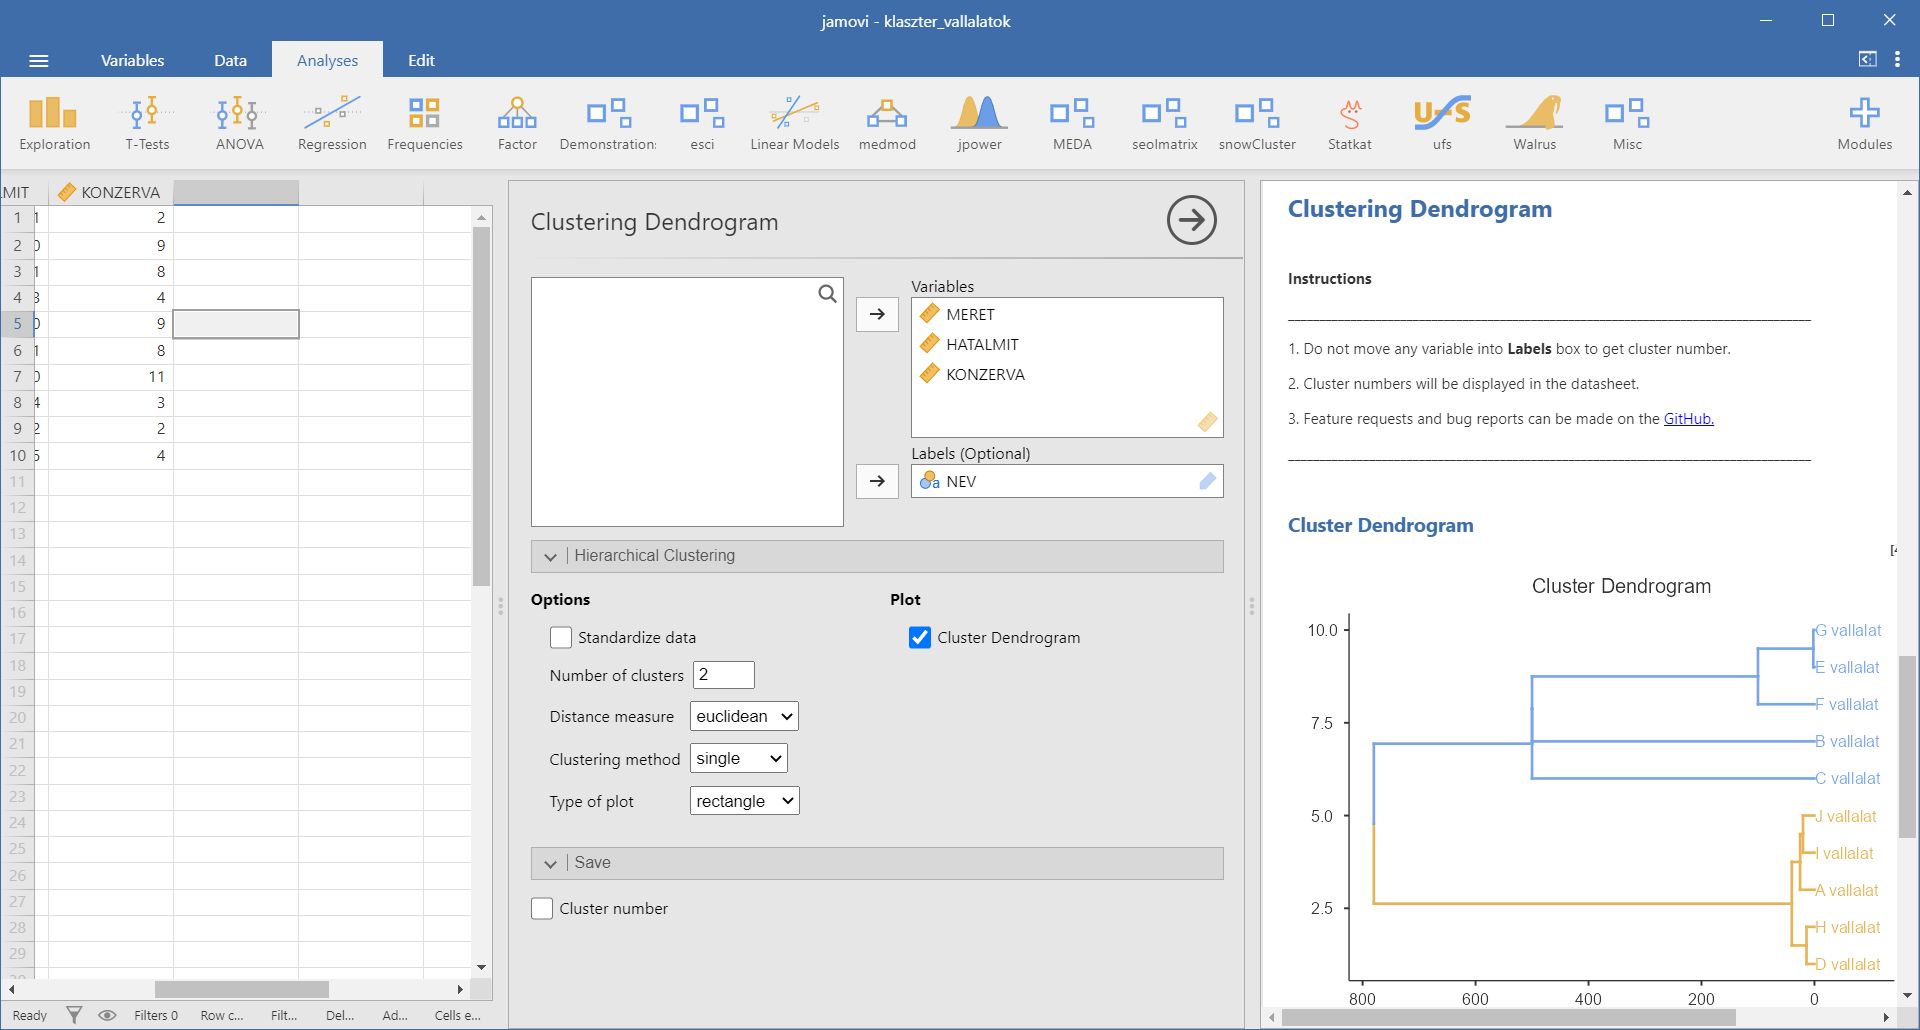 jamovi - klaszter_vallalatok
Variables
Data
Analyses
Edit
Exploration
T-Tests
ANOVA
Regression
Frequencies
Factor
Demonstrations
esci
Linear Models
medmod
jpower
MEDA
seolmatrix
snowCluster
Statkat
ufs
Walrus
Misc
Modules
.MIT KONZERVA
1 1 2
2 0 9
3 1 8
4 3 4
5 0 9
6 1 8
7 0 11
8 4 3
9 2 2
10 5 4
11
12
13
14
15
16
17
18
19
20
21
22
23
24
25
26
27
28
29
Ready
Filters 0
Row c...
Filt...
Del...
Ad...
Cells e...
Clustering Dendrogram
Variables
MERET
HATALMIT
KONZERVA
Labels (Optional)
a NEV
Hierarchical Clustering
Options
Standardize data
Number of clusters 2
Distance measure euclidean
Clustering method single
Type of plot rectangle
Plot
Cluster Dendrogram
Save
Cluster number
Clustering Dendrogram
Instructions
1. Do not move any variable into Labels box to get cluster number.
2. Cluster numbers will be displayed in the datasheet.
3. Feature requests and bug reports can be made on the GitHub.
Cluster Dendrogram
[4
Cluster Dendrogram
10.0
7.5
5.0
2.5
G vallalat
E vallalat
F vallalat
B vallalat
C vallalat
J vallalat
I vallalat
A vallalat
H vallalat
D vallalat
800 600 400 200 0